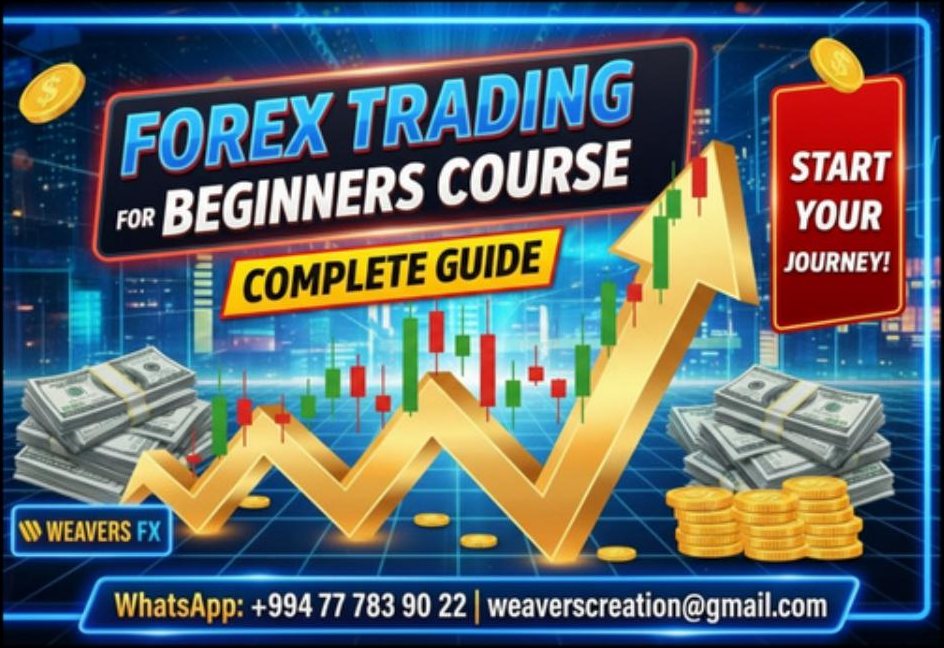 FOREX TRADING
FOR BEGINNERS COURSE
COMPLETE GUIDE
START
YOUR
JOURNEY!
WEAVERS FX
WhatsApp: +994 77 783 90 22 | weaverscreation@gmail.com